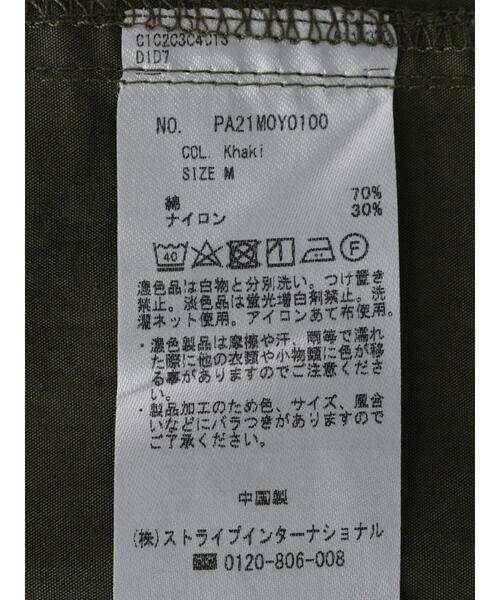 C1C2C3C4C15
D1D7
NO. PA21M0Y0100
COL. Khaki
SIZE M
綿 70%
ナイロン 30%
40 F
濃色品は白物と分別洗い。つけ置き
禁止。淡色品は蛍光増白剤禁止。洗
濯ネット使用。アイロンあて布使用。
・濃色製品は摩擦や汗、雨等で濡れ
た際に他の衣類や小物類に色が移
る事がありますのでご注意くださ
い。
・製品加工のため色、サイズ、風合
いなどにバラつきがありますので
ご了承ください。
中国製
(株)ストライプインターナショナル
0120-806-008